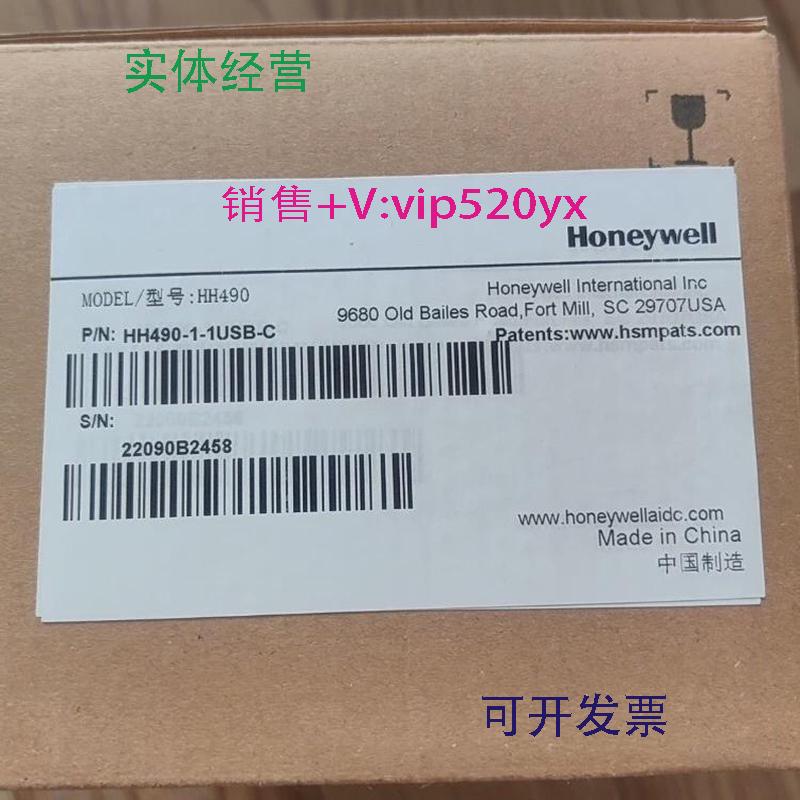 实体经营
销售+V:vip520yx
Honeywell
MODEL/型号:HH490
Honeywell International Inc
9680 Old Bailes Road,Fort Mill, SC 29707USA
P/N: HH490-1-1USB-C
Patents:www.hsmpats.com
S/N:
22090B2458
www.honeywellaidc.com
Made in China
中国制造
可开发票